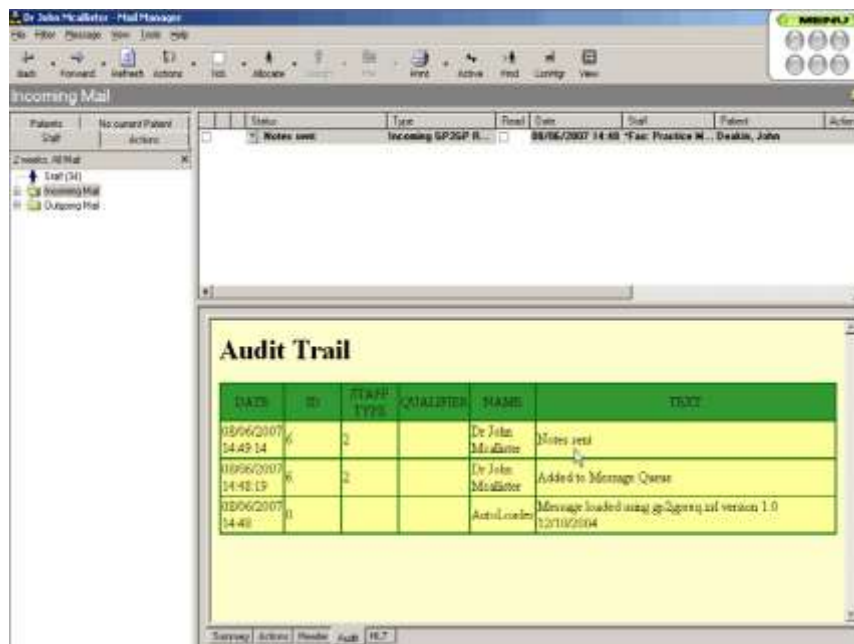 Dr John Mcallister - Mail Manager
File Filter Message View Tools Help
MENU
Back Forward Refresh Actions Allocate Print Active Find Config View
Incoming Mail
Patients No current Patient
Staff Actions
2 weeks, All Mail
Staff (34)
Incoming Mail
Outgoing Mail
Status Type Read Date Staff Patient Action
Notes sent Incoming GP2GP R... 08/06/2007 14:48 Practice M... Deakin, John
Audit Trail
DATE ID STAFF TYPE QUALIFIER NAME TEXT
08/06/2007 14:49:14 6 2 Dr John Mcallister Notes sent
08/06/2007 14:48:19 6 2 Dr John Mcallister Added to Message Queue
08/06/2007 14:48 0 AutoLoader Message loaded using version 1.0 12/10/2004
Summary Actions Header Audit HL7